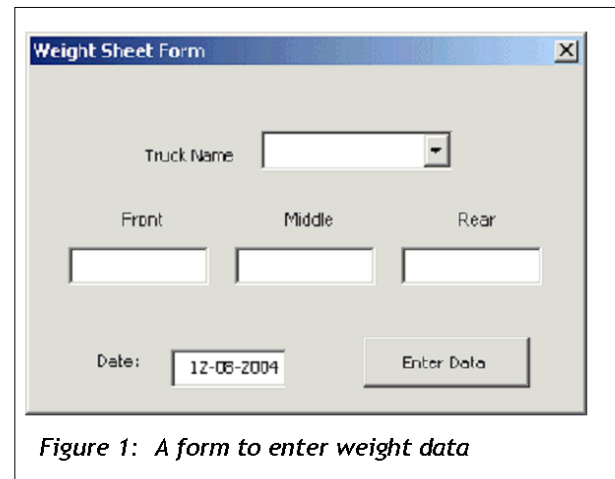 Weight Sheet Form
Truck Name
Front Middle Rear
Date: 12-08-2004 Enter Data
Figure 1: A form to enter weight data